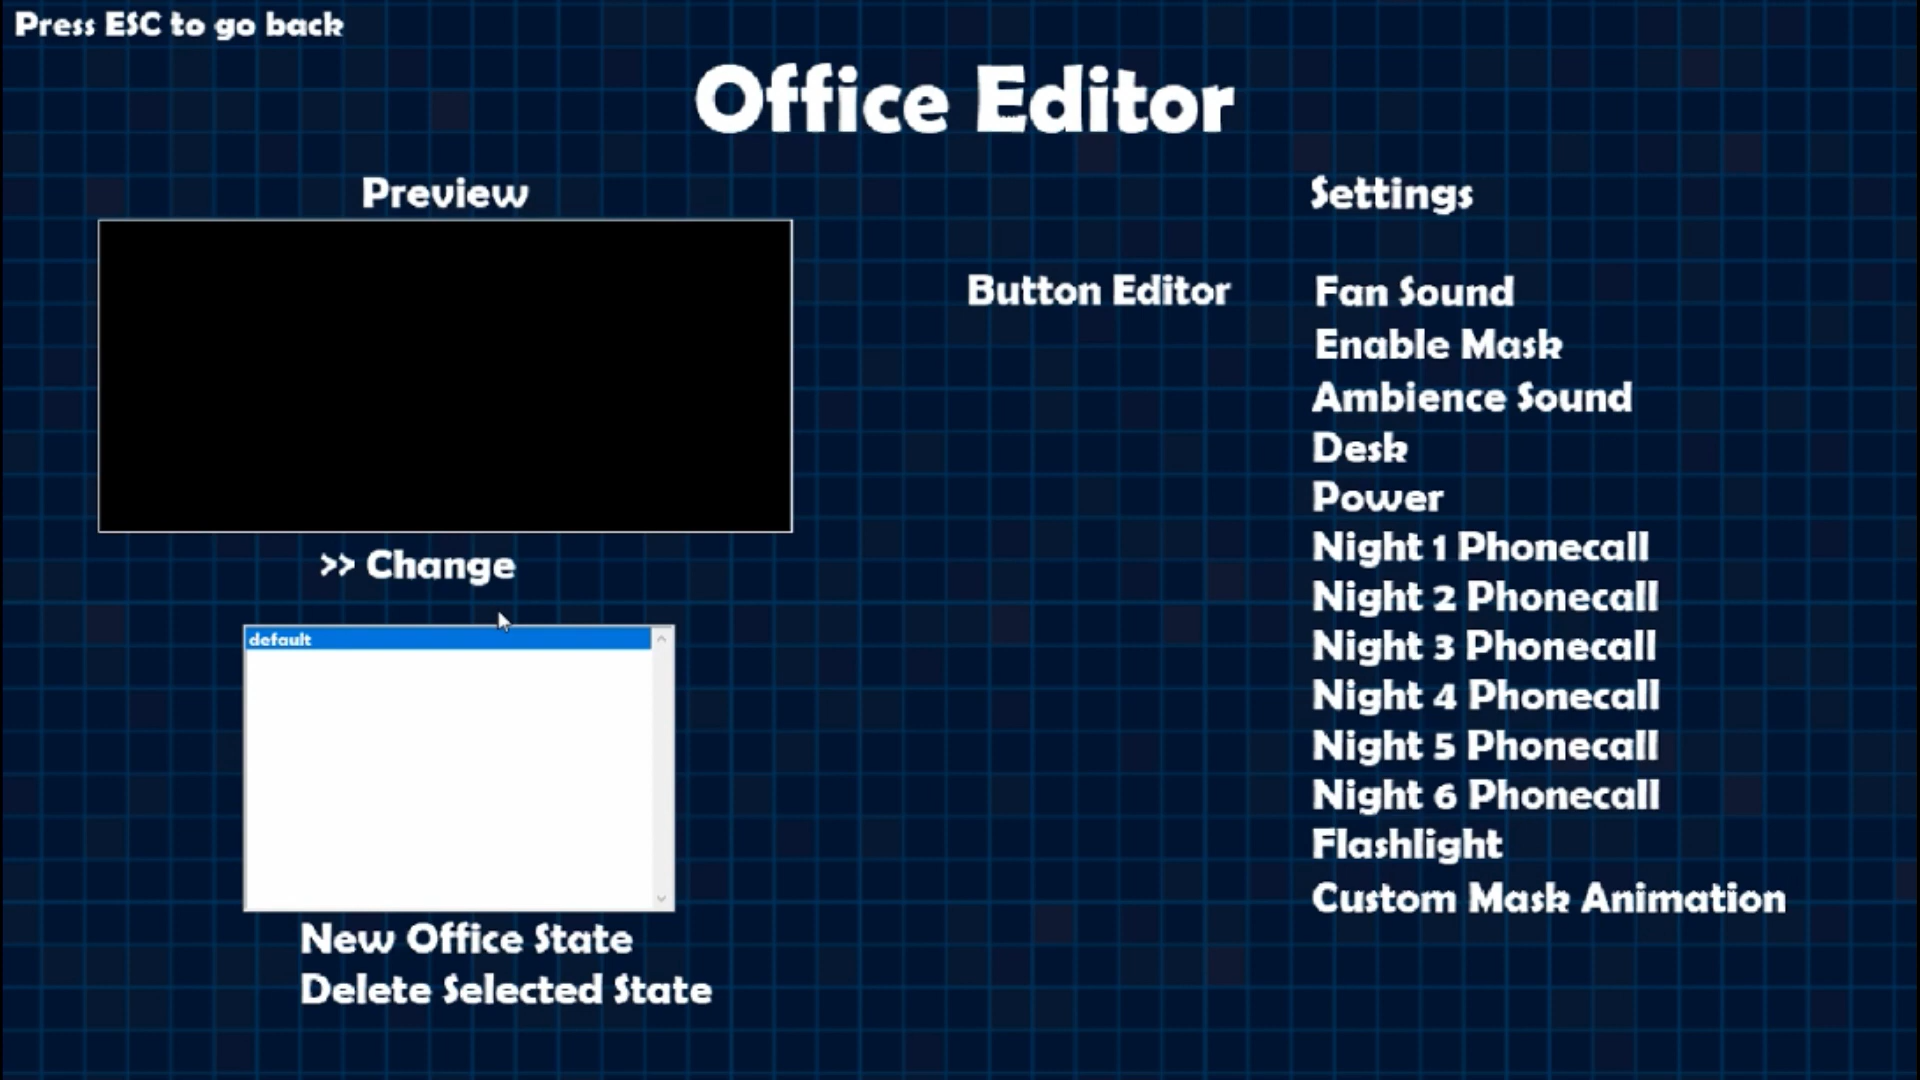 Press ESC to go back
Office Editor
Preview
>> Change
default
New Office State
Delete Selected State
Button Editor
Settings
Fan Sound
Enable Mask
Ambience Sound
Desk
Power
Night 1 Phonecall
Night 2 Phonecall
Night 3 Phonecall
Night 4 Phonecall
Night 5 Phonecall
Night 6 Phonecall
Flashlight
Custom Mask Animation